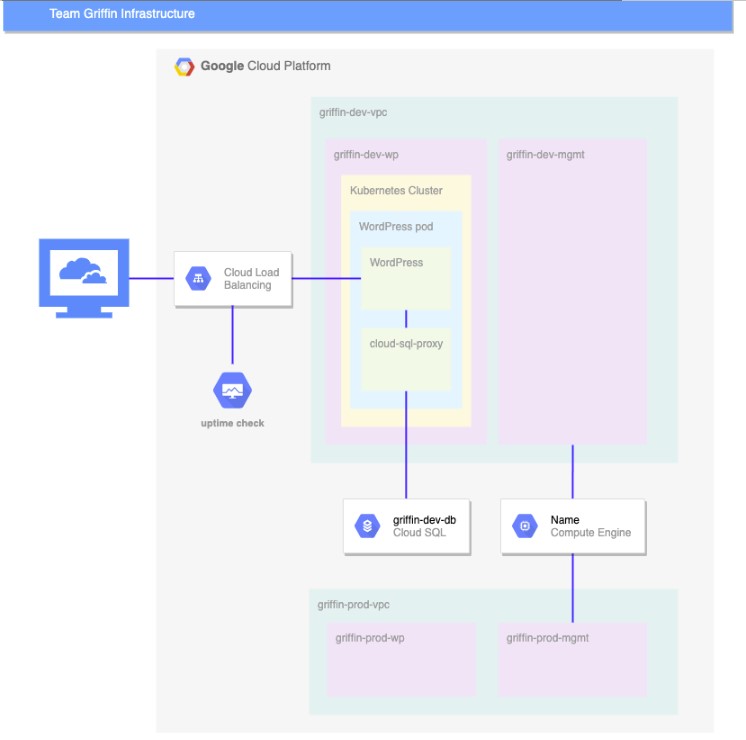 Team Griffin Infrastructure
Google Cloud Platform
griffin-dev-vpc
griffin-dev-wp
griffin-dev-mgmt
Kubernetes Cluster
WordPress pod
WordPress
Cloud Load
Balancing
cloud-sql-proxy
uptime check
griffin-dev-db
Cloud SQL
Name
Compute Engine
griffin-prod-vpc
griffin-prod-wp
griffin-prod-mgmt